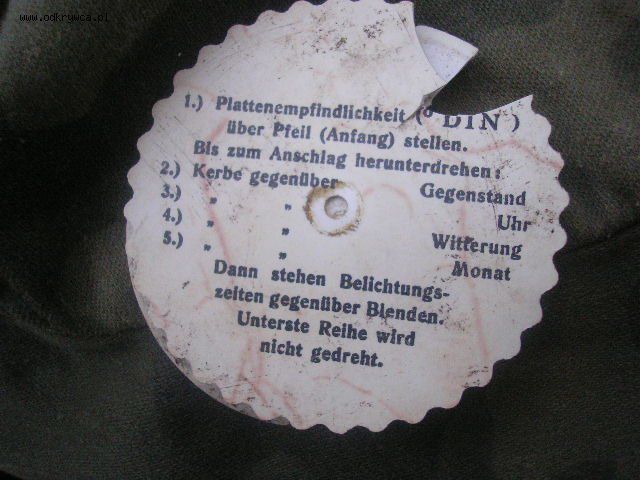 www.odkrywca.pl
1.) Plattenempfindlichkeit (° DIN)
über Pfeil (Anfang) stellen.
Bis zum Anschlag herunterdrehen:
2.) Kerbe gegenüber Gegenstand
3.) „ „ Uhr
4.) „ „ Witterung
5.) „ „ Monat
Dann stehen Belichtungs-
zeiten gegenüber Blenden.
Unterste Reihe wird
nicht gedreht.